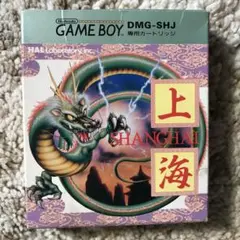 Nintendo
GAME BOY
DMG-SHJ
専用カートリッジ
HAL Laboratory, Inc.
SHANGHAI
上
海